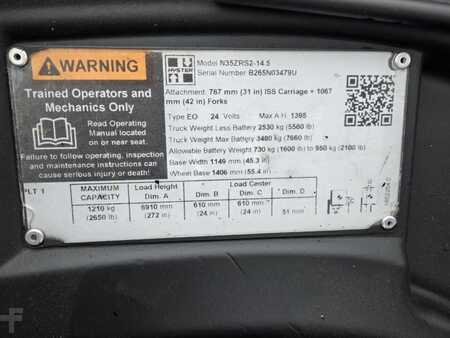 WARNING
Trained Operators and
Mechanics Only
Read Operating
Manual located
on or near seat.
Failure to follow operating, inspection
and maintenance instructions can
cause serious injury or death!
HYSTER
Model N35ZRS2-14.5
Serial Number B265N03479U
Attachment 787 mm (31 in) ISS Carriage + 1067
mm (42 in) Forks
Type EO 24 Volts Max A.H. 1395
Truck Weight Less Battery 2530 kg (5580 lb)
Truck Weight Max Battery 3480 kg (7660 lb)
Allowable Battery Weight 730 kg (1600 lb) to 950 kg (2100 lb)
Base Width 1149 mm (45.3 in)
Wheel Base 1406 mm (55.4 in)
PLT 1
MAXIMUM CAPACITY
Load Height Dim. A
Load Center
Dim. B Dim. C Dim. D
1210 kg 6910 mm 610 mm 610 mm 51 mm
(2650 lb) (272 in) (24 in) (24 in)